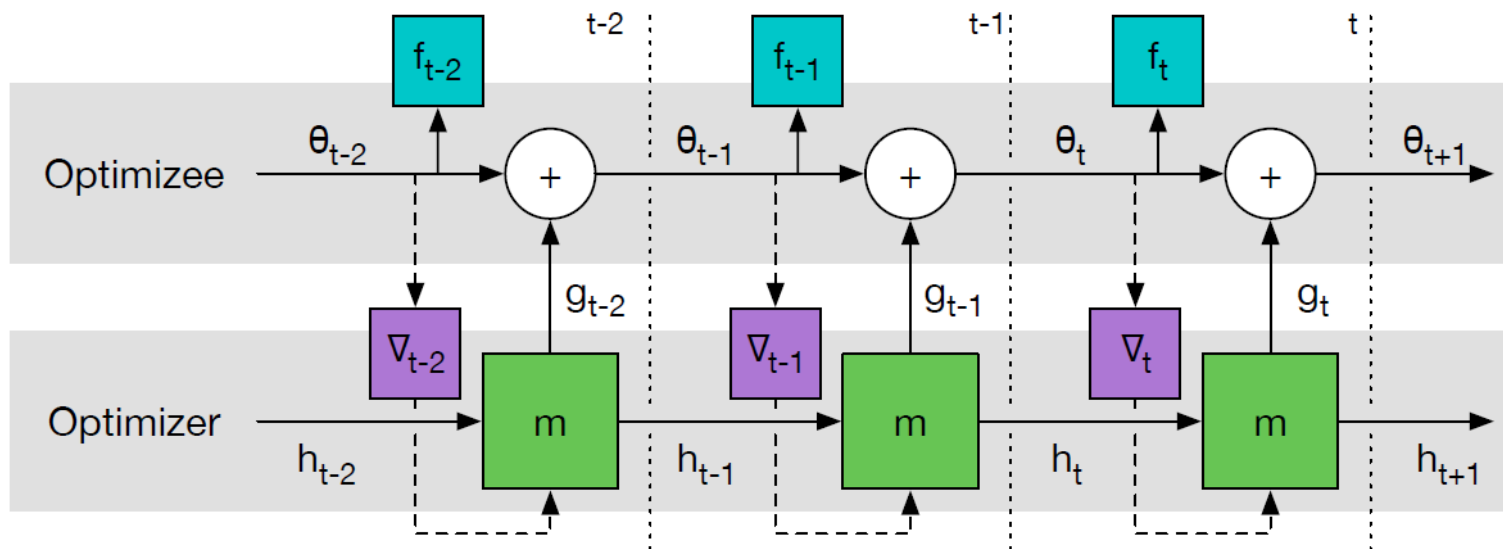 t-2 t-1 t
f_{t-2} f_{t-1} f_t
Optimizee θ_{t-2} + θ_{t-1} + θ_t + θ_{t+1}
g_{t-2} g_{t-1} g_t
∇_{t-2} ∇_{t-1} ∇_t
Optimizer m m m
h_{t-2} h_{t-1} h_t h_{t+1}